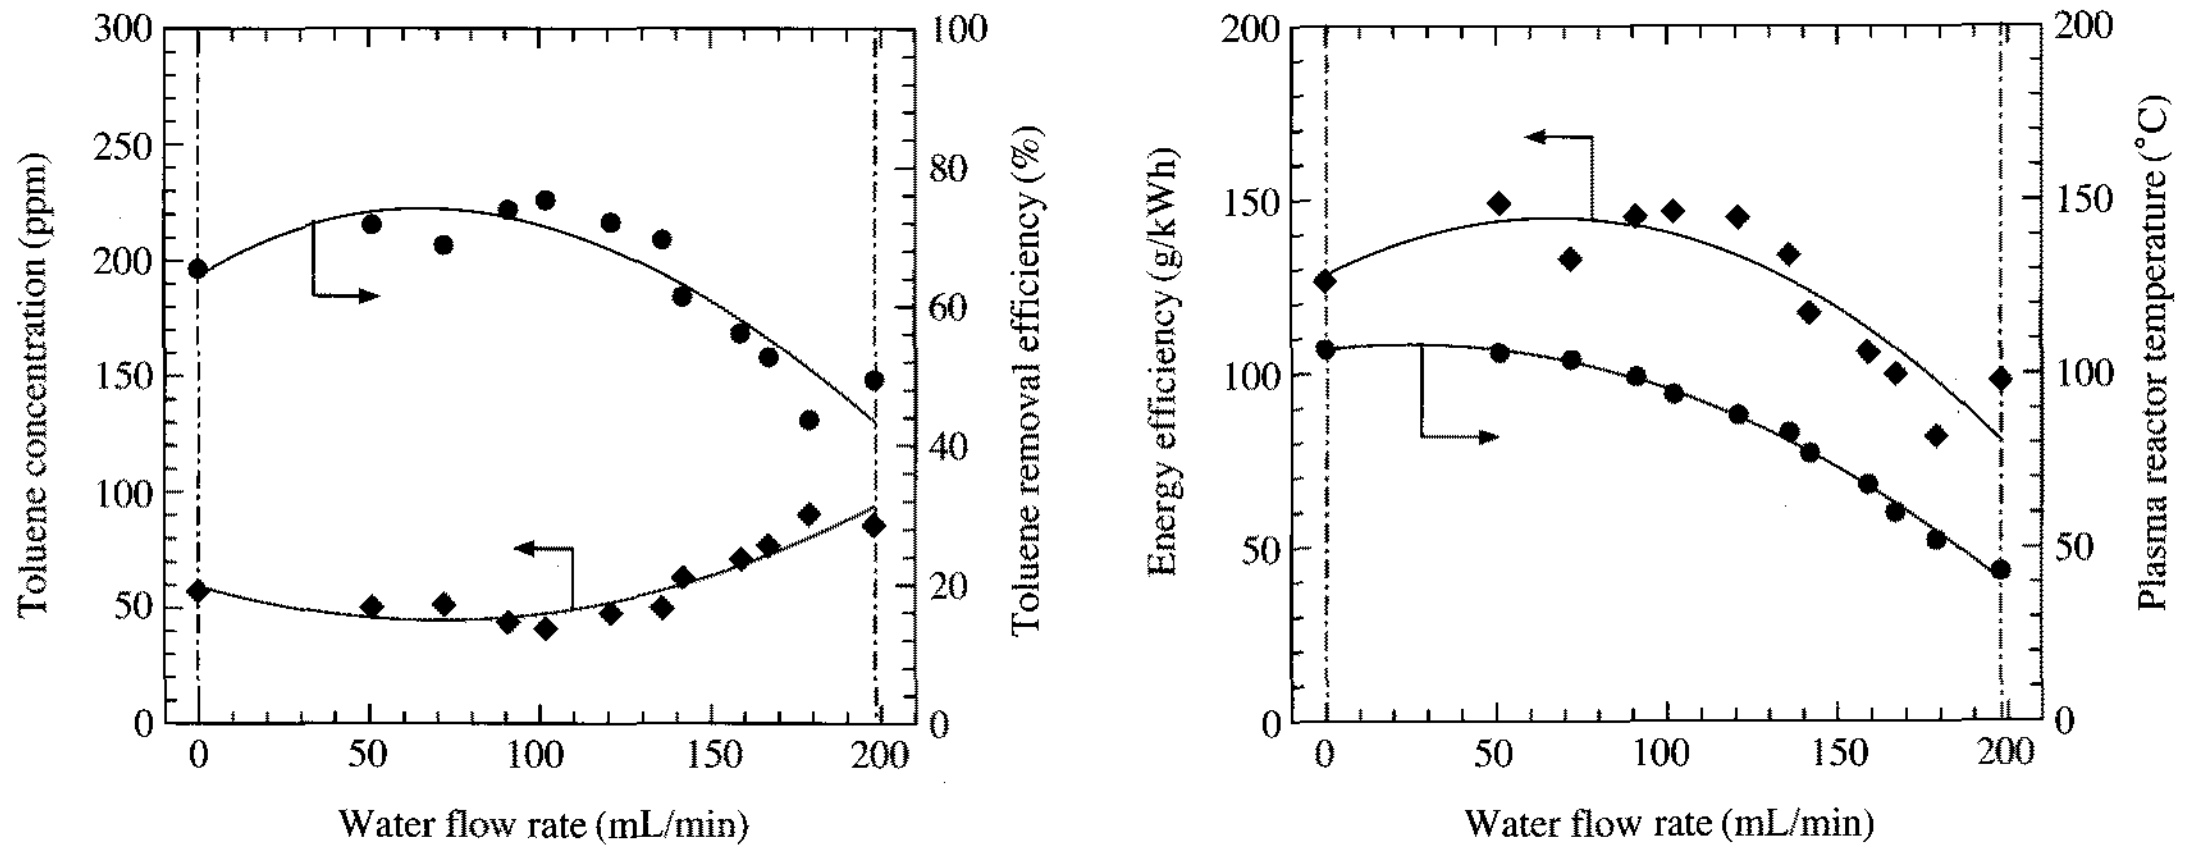 300
250
200
150
100
50
0
Toluene concentration (ppm)
100
80
60
40
20
0
Toluene removal efficiency (%)
0 50 100 150 200
Water flow rate (mL/min)
200
150
100
50
0
Energy efficiency (g/kWh)
200
150
100
50
0
Plasma reactor temperature (°C)
0 50 100 150 200
Water flow rate (mL/min)